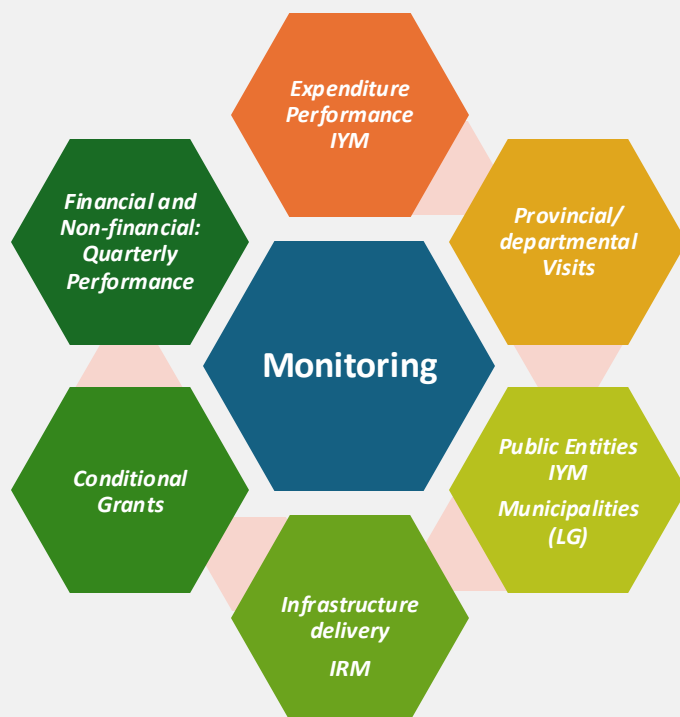 Expenditure
Performance
IYM
Provincial/
departmental
Visits
Public Entities
IYM
Municipalities
(LG)
Infrastructure
delivery
IRM
Conditional
Grants
Financial and
Non-financial:
Quarterly
Performance
Monitoring